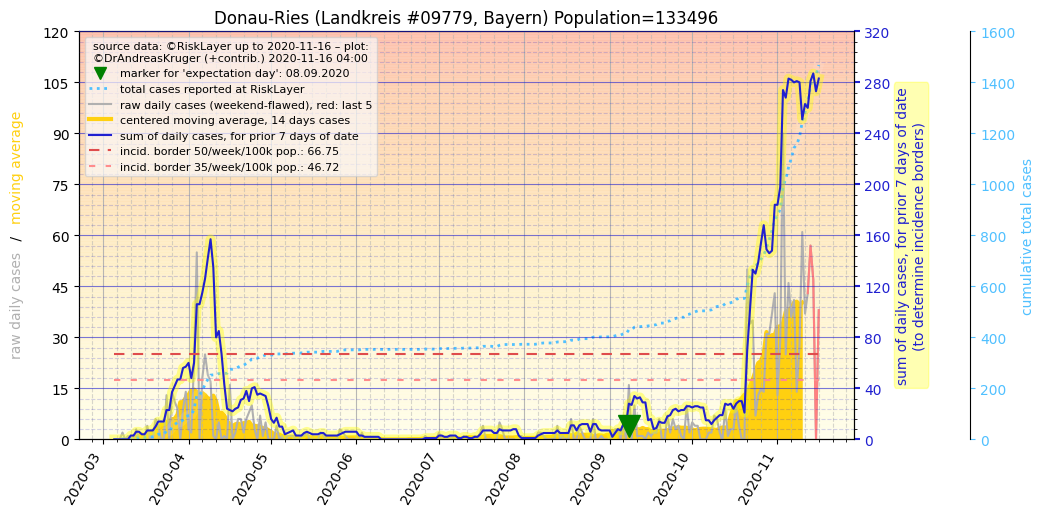 Donau-Ries (Landkreis #09779, Bayern) Population=133496
source data: ©RiskLayer up to 2020-11-16 – plot:
©DrAndreasKruger (+contrib.) 2020-11-16 04:00
marker for 'expectation day': 08.09.2020
total cases reported at RiskLayer
raw daily cases (weekend-flawed), red: last 5
centered moving average, 14 days cases
sum of daily cases, for prior 7 days of date
incid. border 50/week/100k pop.: 66.75
incid. border 35/week/100k pop.: 46.72
raw daily cases / moving average
120
105
90
75
60
45
30
15
0
320
280
240
200
160
120
80
40
0
sum of daily cases, for prior 7 days of date
(to determine incidence borders)
1600
1400
1200
1000
800
600
400
200
0
cumulative total cases
2020-03
2020-04
2020-05
2020-06
2020-07
2020-08
2020-09
2020-10
2020-11